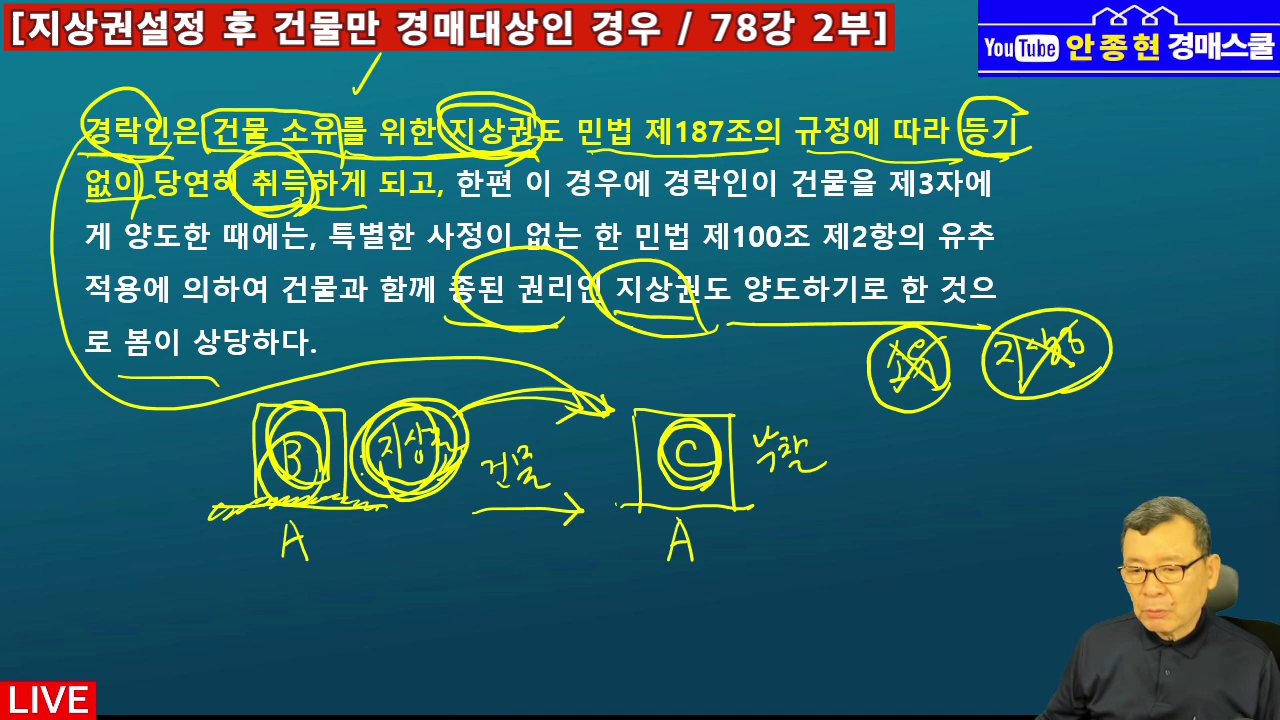 [지상권설정 후 건물만 경매대상인 경우 / 78강 2부]
YouTube 안종현 경매스쿨
경락인은 건물 소유를 위한 지상권도 민법 제187조의 규정에 따라 등기
없이 당연히 취득하게 되고, 한편 이 경우에 경락인이 건물을 제3자에
게 양도한 때에는, 특별한 사정이 없는 한 민법 제100조 제2항의 유추
적용에 의하여 건물과 함께 종된 권리인 지상권도 양도하기로 한 것으
로 봄이 상당하다.
B 지상권 건물 C 낙찰
A A
LIVE